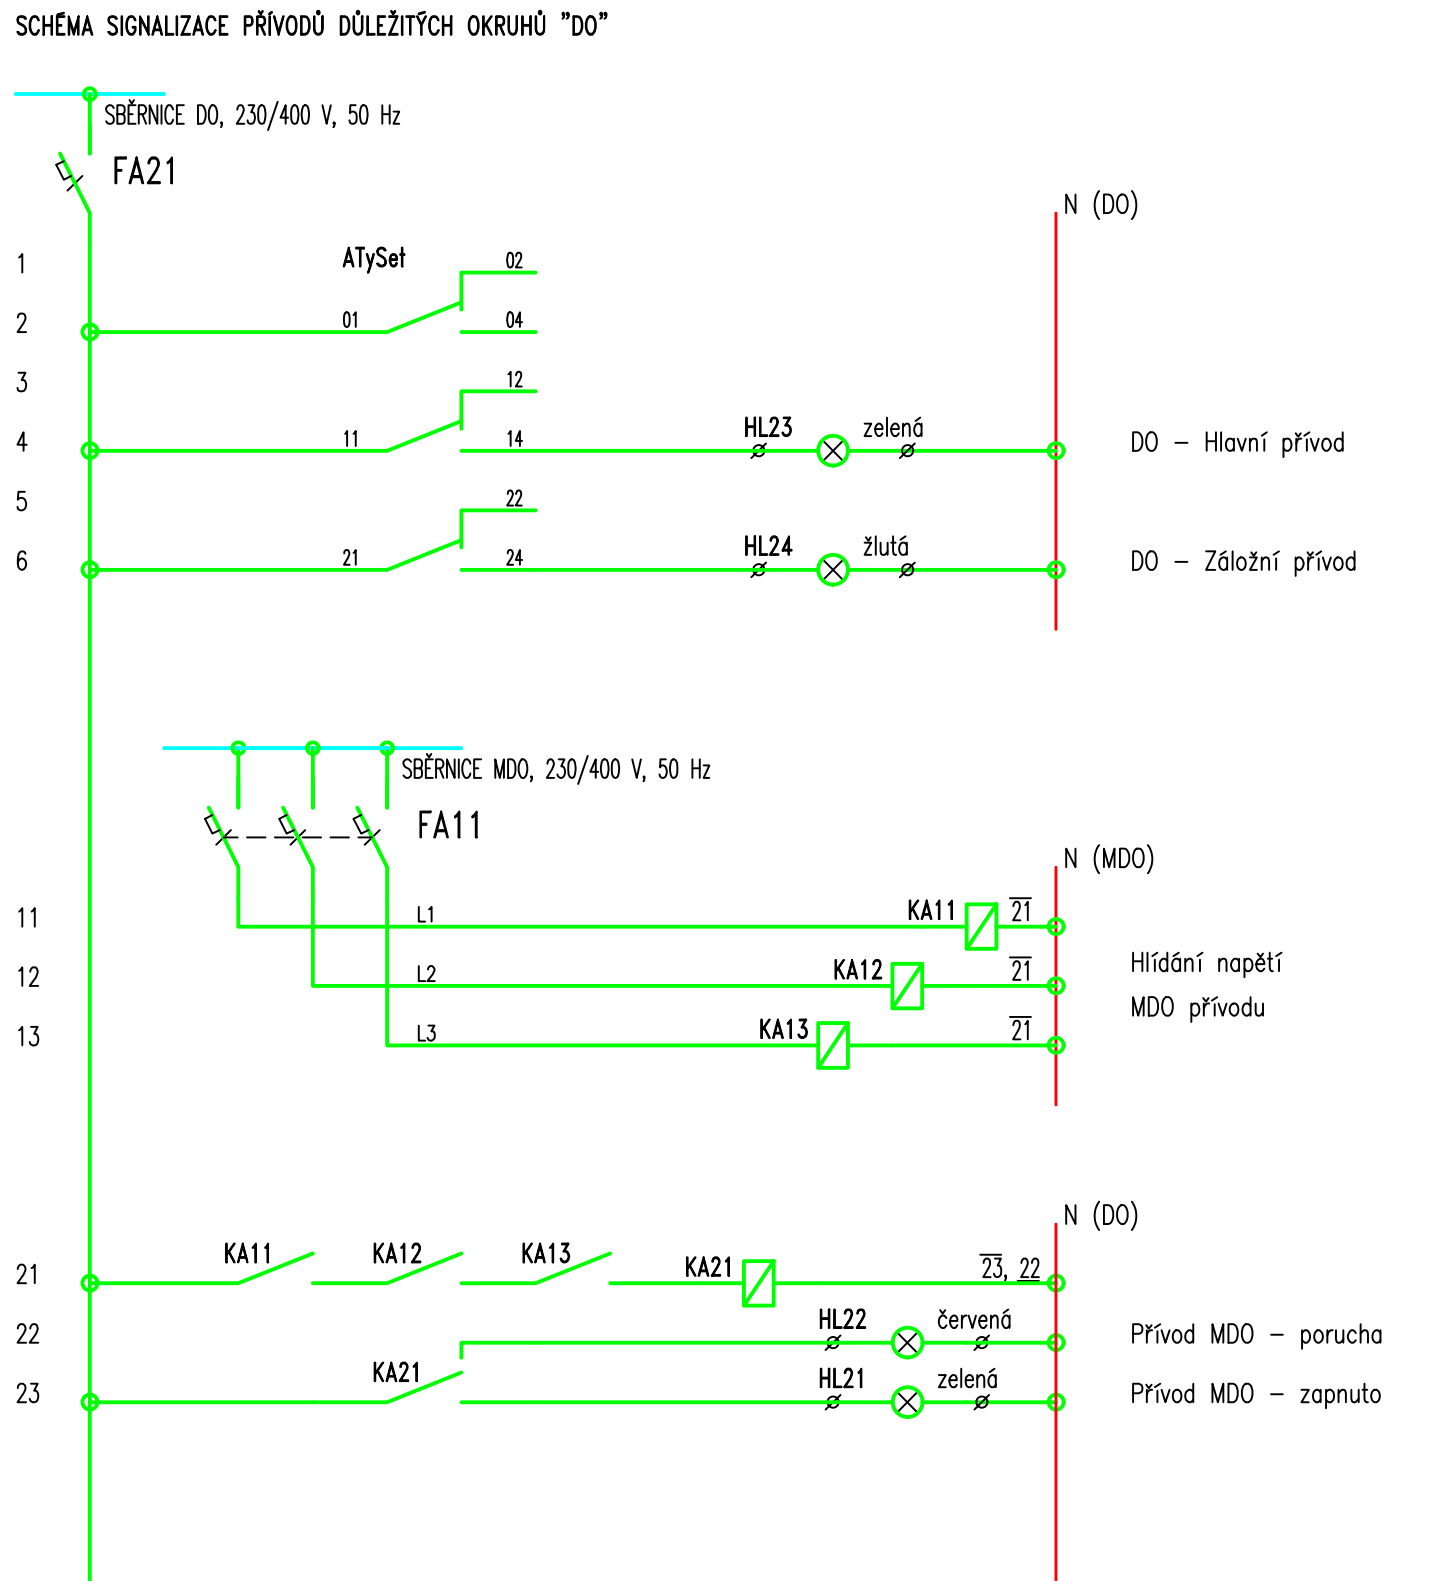 SCHÉMA SIGNALIZACE PŘÍVODŮ DŮLEŽITÝCH OKRUHŮ "DO"
SBĚRNICE DO, 230/400 V, 50 Hz
FA21
N (DO)
1 ATySet 02
2 01 04
3 12
4 11 14 HL23 zelená DO - Hlavní přívod
5 22
6 21 24 HL24 žlutá DO - Záložní přívod
SBĚRNICE MDO, 230/400 V, 50 Hz
FA11
N (MDO)
11 L1 KA11 21
12 L2 KA12 21
Hlídání napětí
MDO přívodu
13 L3 KA13 21
N (DO)
21 KA11 KA12 KA13 KA21 23, 22
22 HL22 červená Přívod MDO - porucha
23 KA21 HL21 zelená Přívod MDO - zapnuto